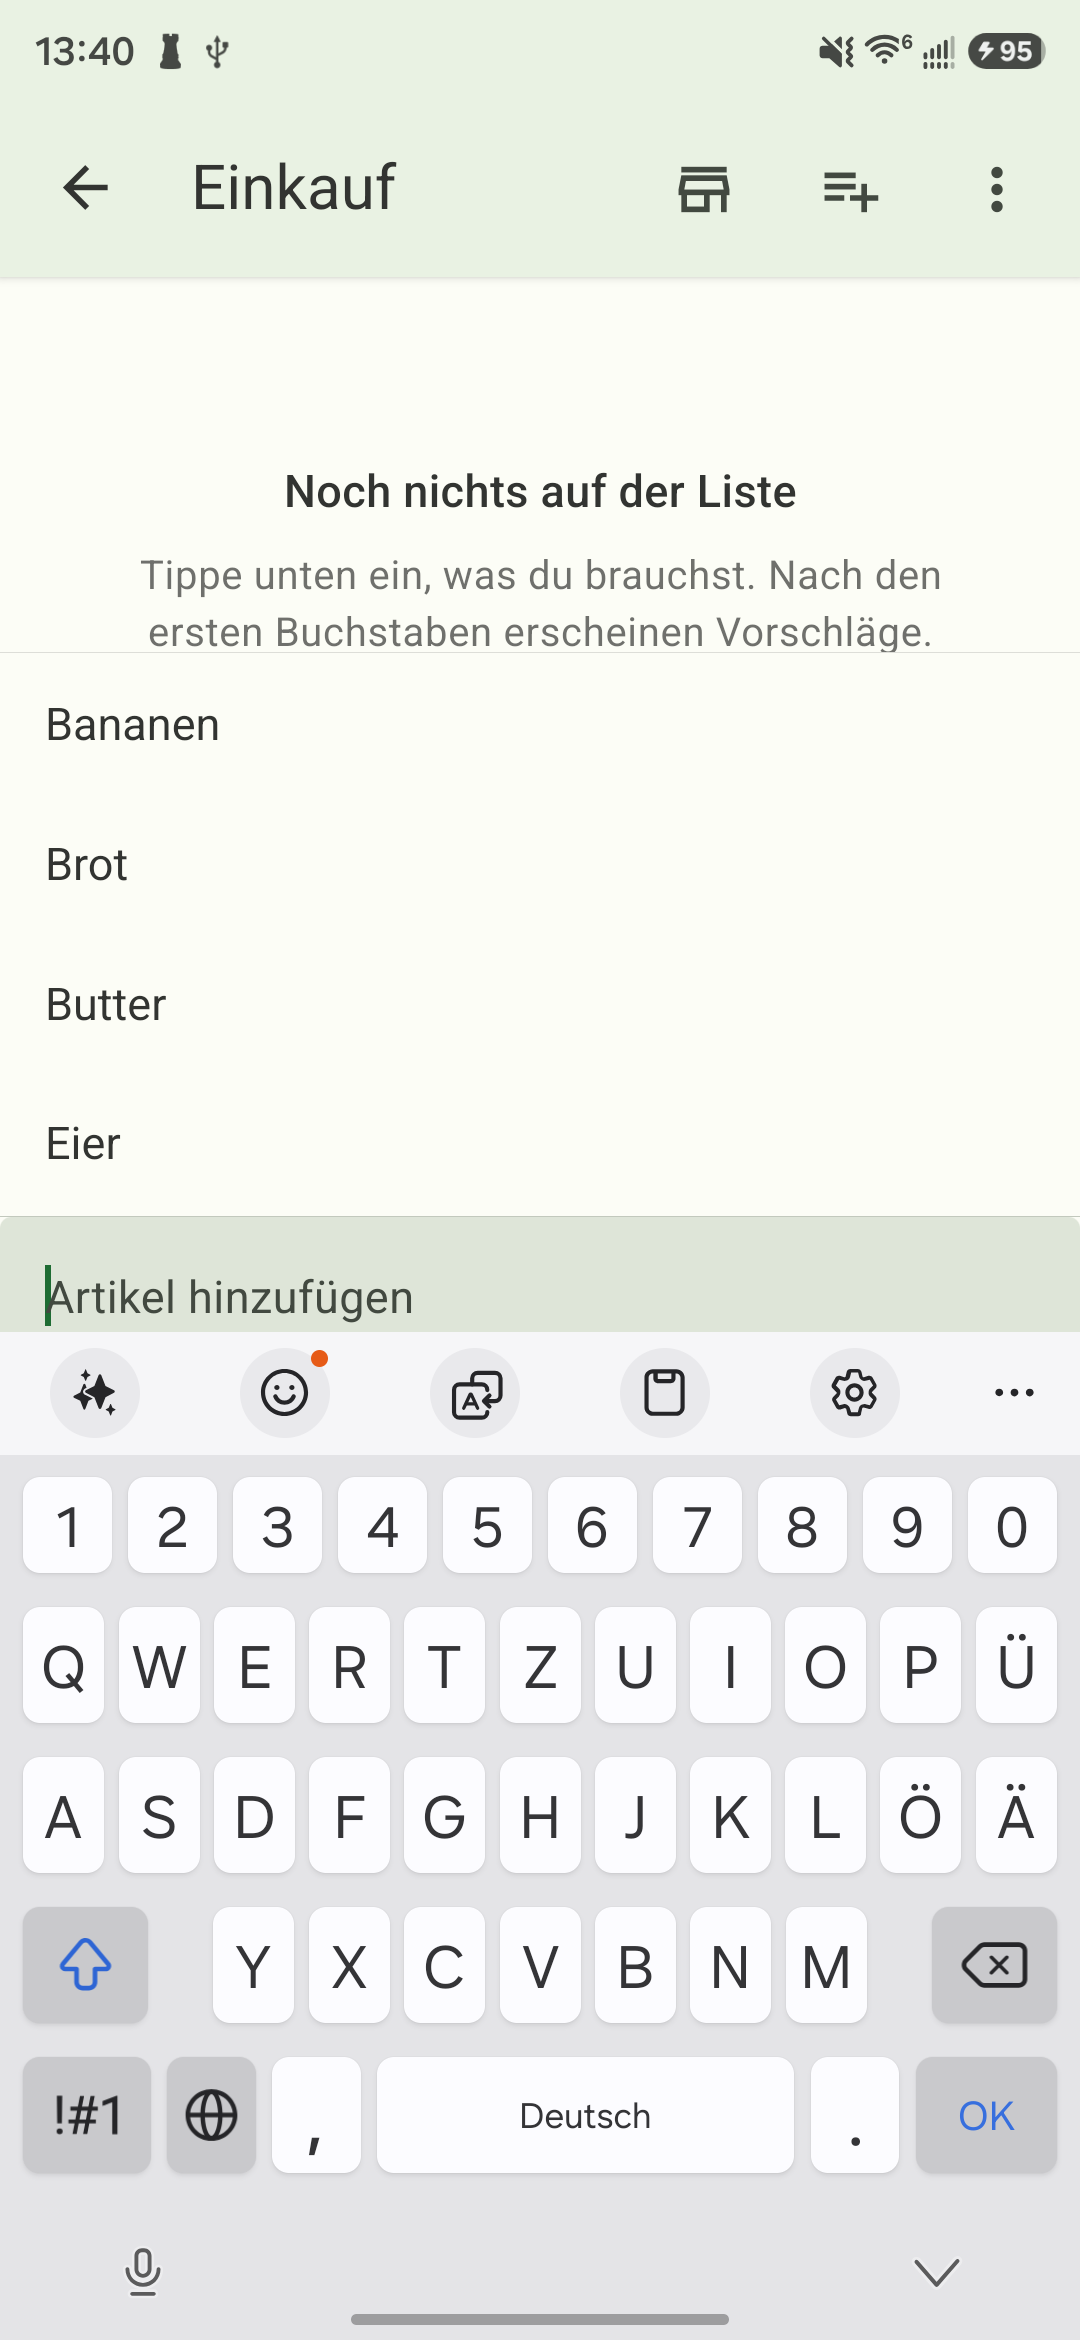 13:40 6 95
Einkauf
Noch nichts auf der Liste
Tippe unten ein, was du brauchst. Nach den
ersten Buchstaben erscheinen Vorschläge.
Bananen
Brot
Butter
Eier
Artikel hinzufügen
1 2 3 4 5 6 7 8 9 0
Q W E R T Z U I O P Ü
A S D F G H J K L Ö Ä
Y X C V B N M
!#1 , Deutsch . OK